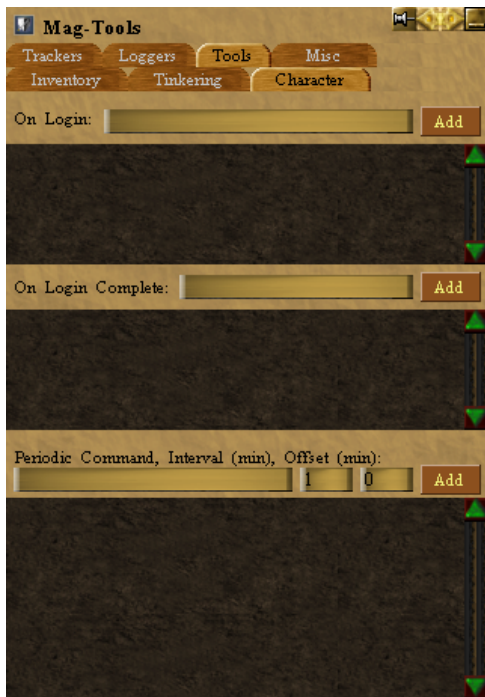 Mag-Tools
Trackers Loggers Tools Misc
Inventory Tinkering Character
On Login: Add
On Login Complete: Add
Periodic Command, Interval (min), Offset (min):
1 0 Add